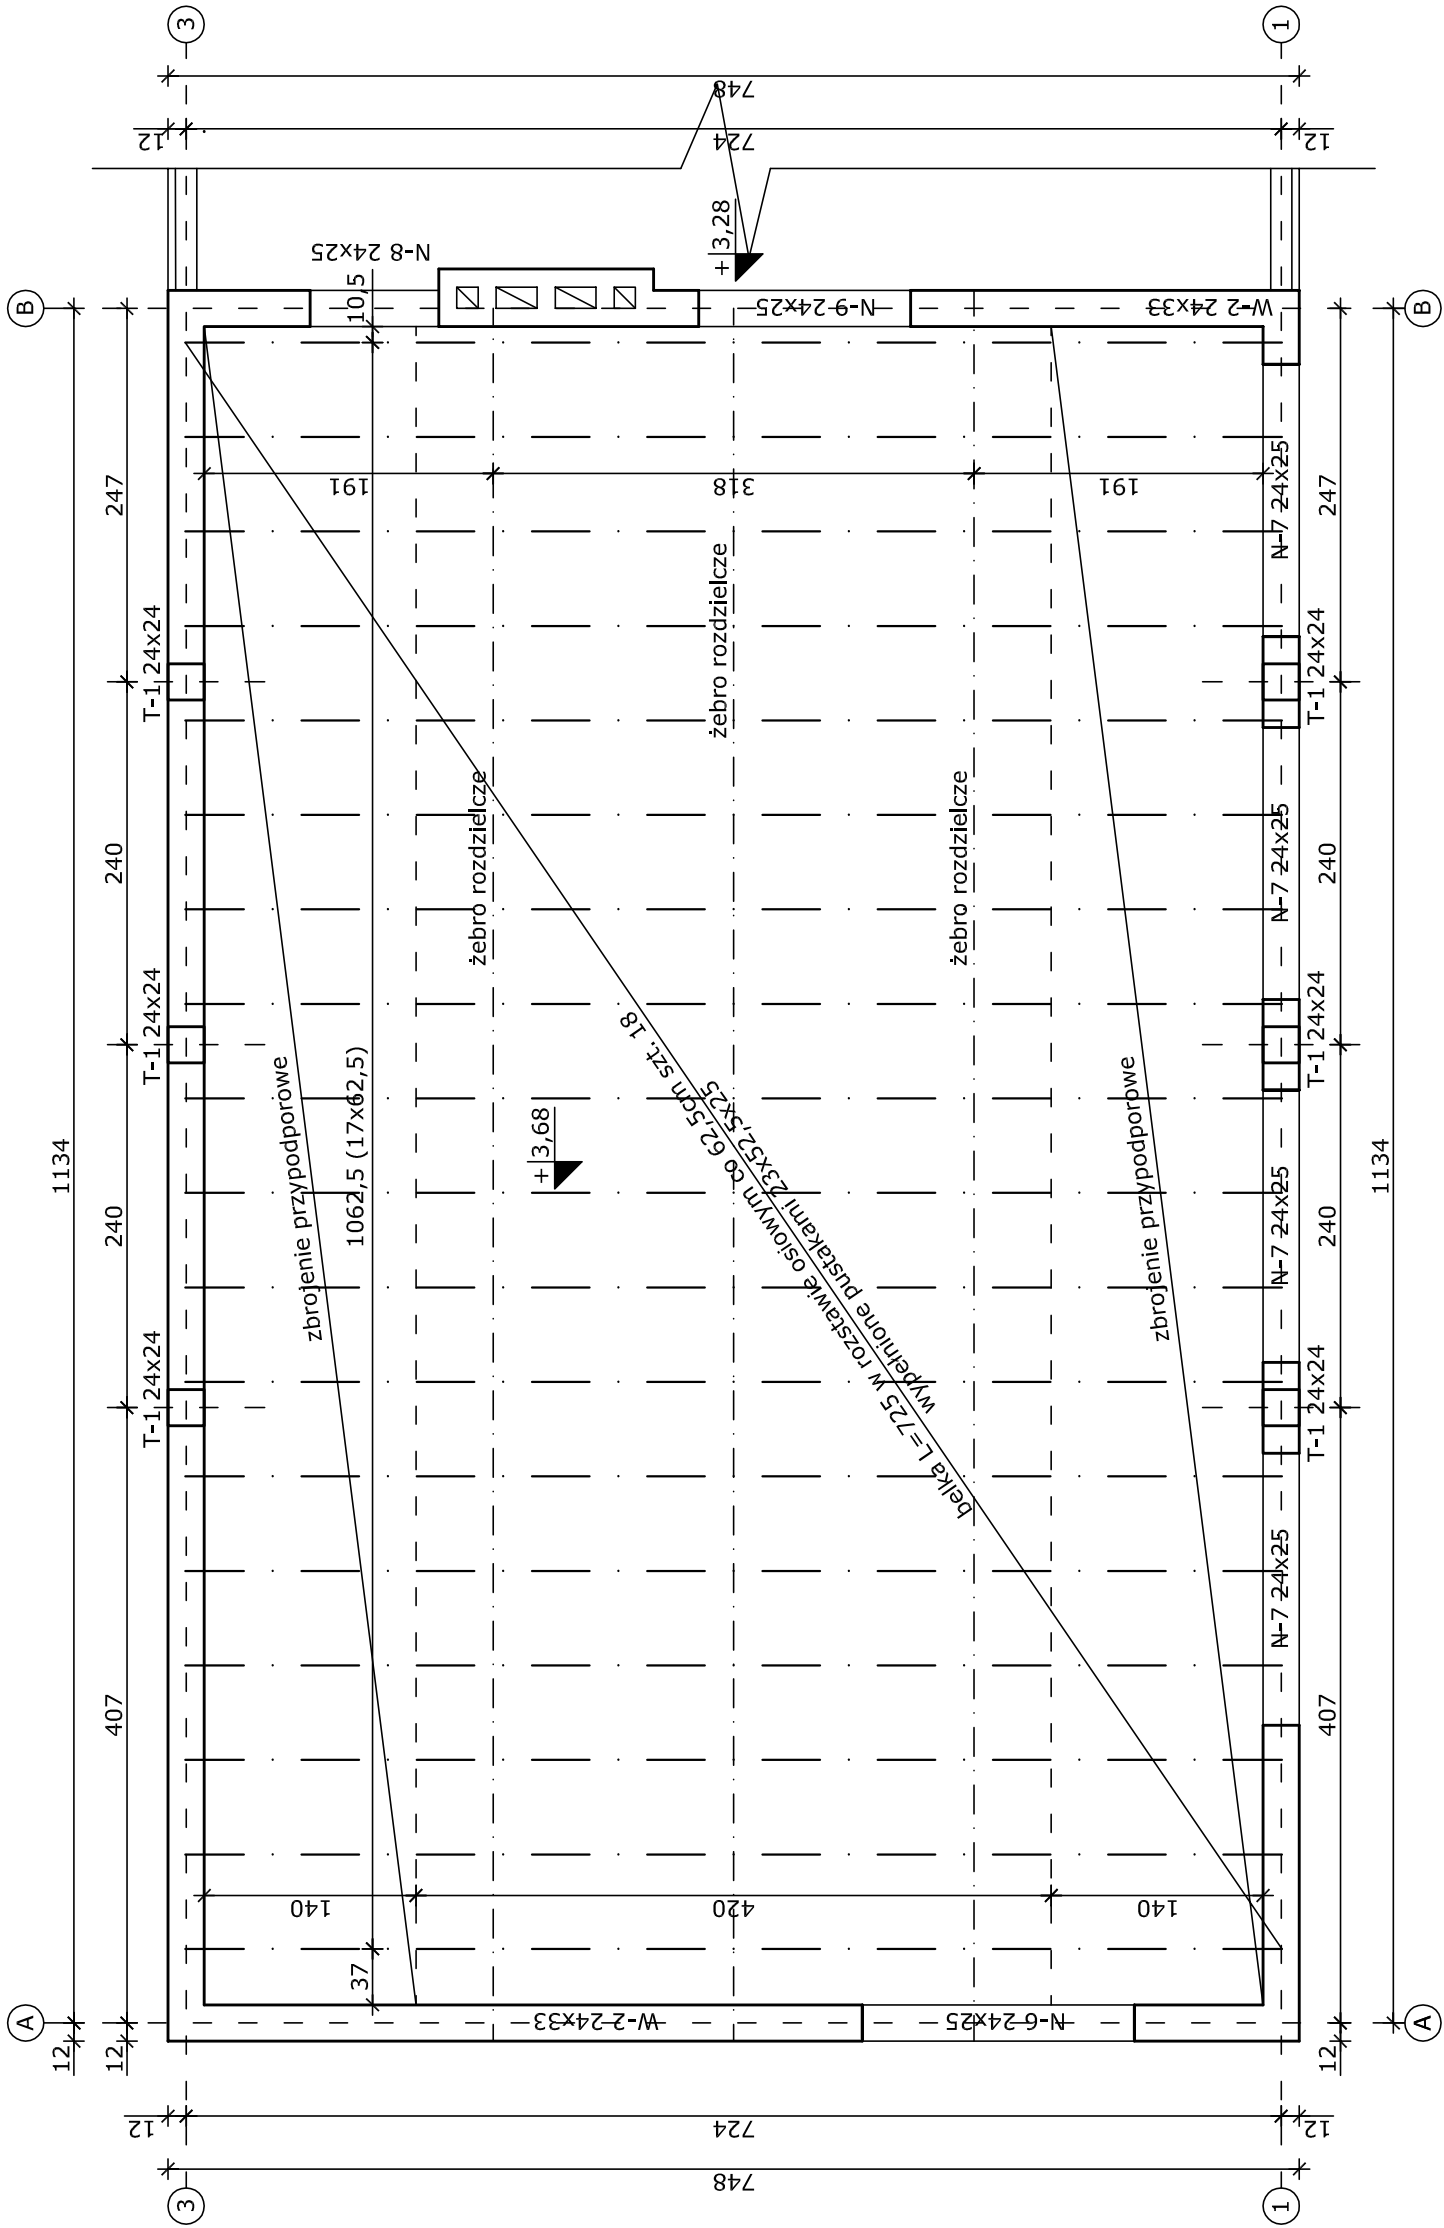 3
1
748
12
724
12
B
+ 3,28
N-8 24x25
10,5
N-9 24x25
W-2 24x33
B
247
191
318
191
N-7 24x25
247
T-1 24x24
żebro rozdzielcze
T-1 24x24
240
żebro rozdzielcze
żebro rozdzielcze
N-7 24x25
240
T-1 24x24
T-1 24x24
1134
zbrojenie przypodporowe
1062,5 (17x62,5)
+ 3,68
belka L=725 w rozstawie osiowym co 62,5cm szt. 18
wypełnione pustakami 23x52,5x25
zbrojenie przypodporowe
1134
240
N-7 24x25
240
T-1 24x24
T-1 24x24
407
N-7 24x25
407
140
420
140
37
A
12
12
W-2 24x33
N-6 24x25
12
A
12
724
12
748
3
1